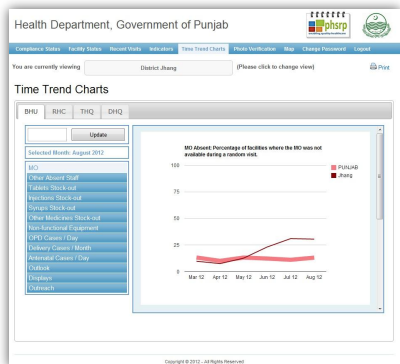 Health Department, Government of Punjab
phsrp
Compliance Status Facility Status Recent Visits Indicators Time Trend Charts Photo Verification Map Change Password Logout
You are currently viewing District Jhang (Please click to change view) Print
Time Trend Charts
BHU RHC THQ DHQ
Update
Selected Month: August 2012
MO
Other Absent Staff
Tablets Stock-out
Injections Stock-out
Syrups Stock-out
Other Medicines Stock-out
Non-functional Equipment
OPD Cases / Day
Delivery Cases / Month
Antenatal Cases / Day
Outlook
Displays
Outreach
MO Absent: Percentage of facilities where the MO was not
available during a random visit.
PUNJAB
Jhang
100
75
50
25
0
Mar 12 Apr 12 May 12 Jun 12 Jul 12 Aug 12
Copyright © 2012 - All Rights Reserved